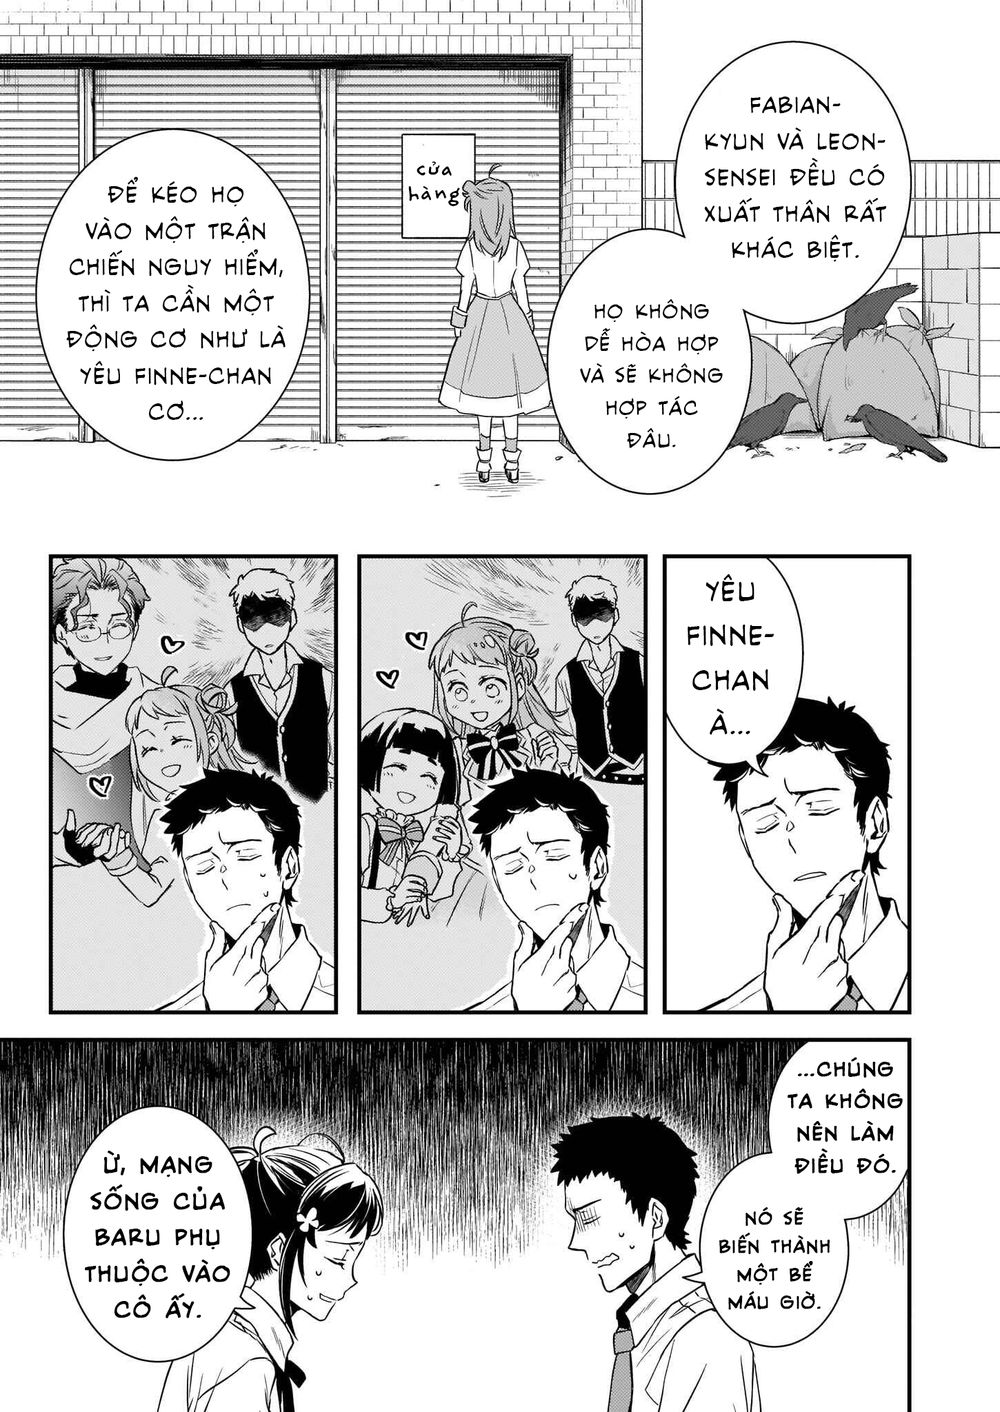 FABIAN-
KYUN VÀ LEON-
SENSEI ĐỀU CÓ
XUẤT THÂN RẤT
KHÁC BIỆT.
HỌ KHÔNG
DỄ HÒA HỢP
VÀ SẼ KHÔNG
HỢP TÁC
ĐÂU.
cửa
hàng
ĐỂ KÉO HỌ
VÀO MỘT TRẬN
CHIẾN NGUY HIỂM,
THÌ TA CẦN MỘT
ĐỘNG CƠ NHƯ LÀ
YÊU FINNE-CHAN
CƠ...
YÊU
FINNE-
CHAN
À...
...CHÚNG
TA KHÔNG
NÊN LÀM
ĐIỀU ĐÓ.
NÓ SẼ
BIẾN THÀNH
MỘT BỂ
MÁU GIỜ.
Ừ, MẠNG
SỐNG CỦA
BARU PHỤ
THUỘC VÀO
CÔ ẤY.